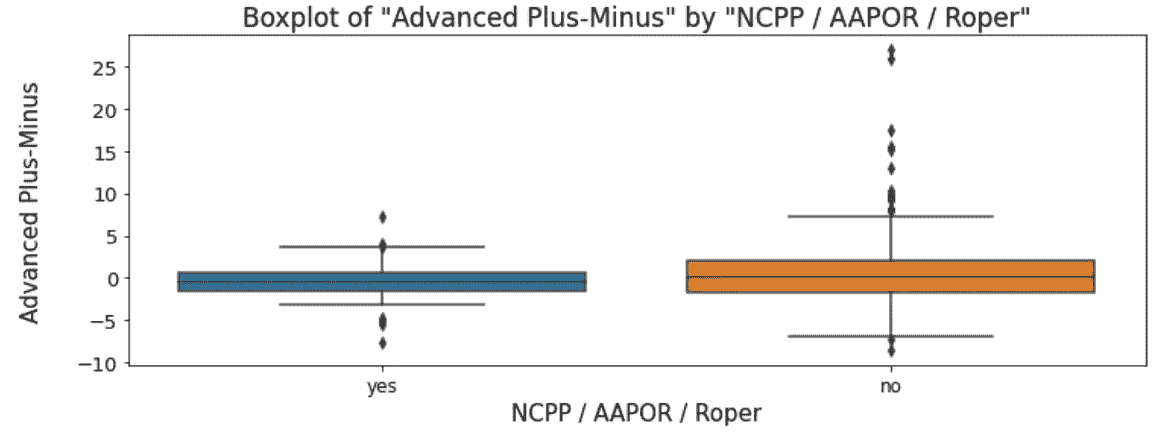 Boxplot of "Advanced Plus-Minus" by "NCPP / AAPOR / Roper"
Advanced Plus-Minus
25
20
15
10
5
0
−5
−10
yes
no
NCPP / AAPOR / Roper